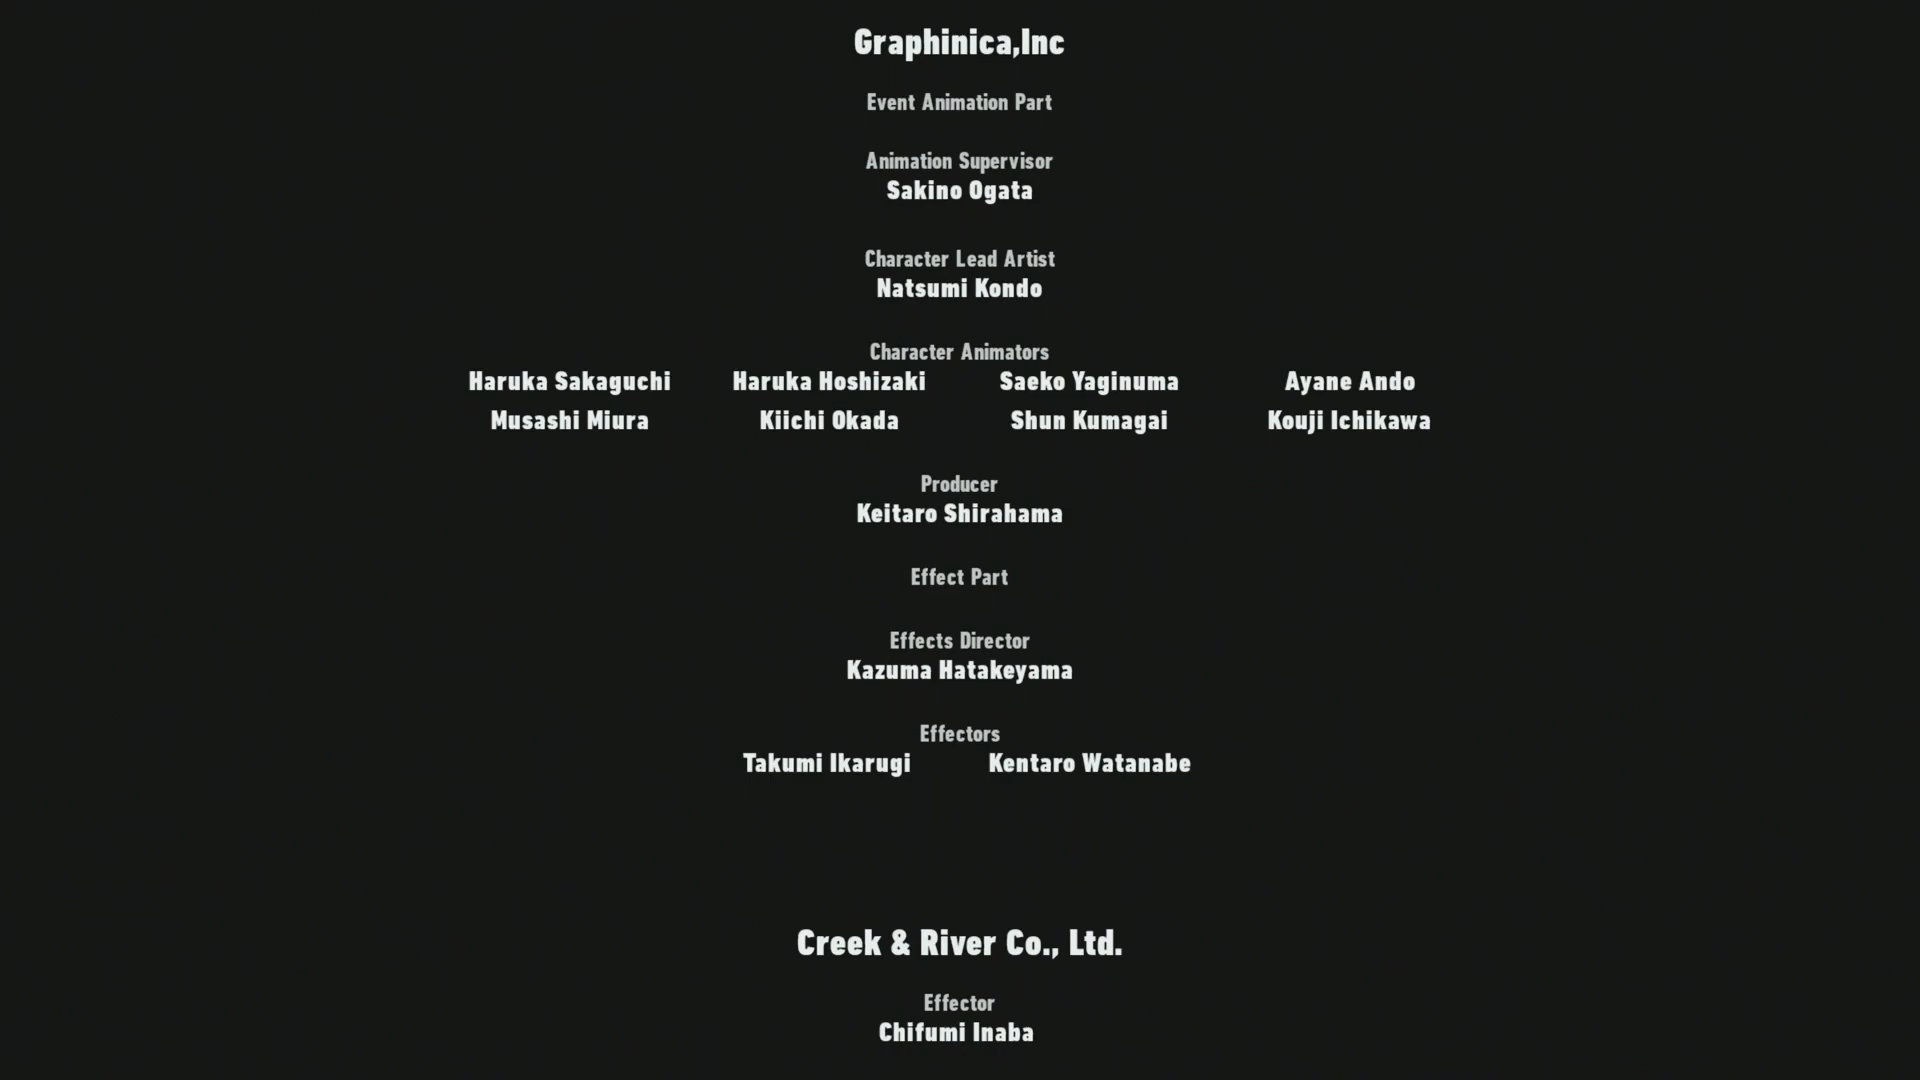 Graphinica,Inc
Event Animation Part
Animation Supervisor
Sakino Ogata
Character Lead Artist
Natsumi Kondo
Character Animators
Haruka Sakaguchi Haruka Hoshizaki Saeko Yaginuma Ayane Ando
Musashi Miura Kiichi Okada Shun Kumagai Kouji Ichikawa
Producer
Keitaro Shirahama
Effect Part
Effects Director
Kazuma Hatakeyama
Effectors
Takumi Ikarugi Kentaro Watanabe
Creek & River Co., Ltd.
Effector
Chifumi Inaba